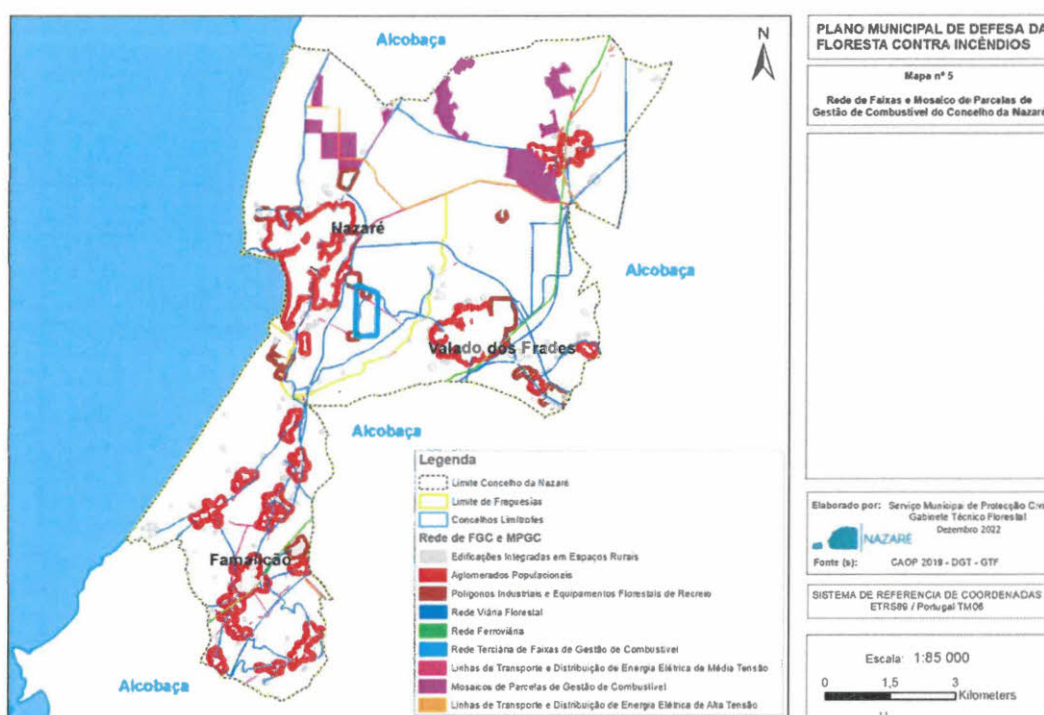 Alcobaça
N
Nazaré
Alcobaça
Valado dos Frades
Alcobaça
Famalicão
Alcobaça
Legenda
Limite Concelho da Nazaré
Limite de Freguesias
Concelhos Limítrofes
Rede de FGC e MPGC
Edificações Integradas em Espaços Rurais
Aglomerados Populacionais
Polígonos Industriais e Equipamentos Florestais de Recreio
Rede Viária Florestal
Rede Ferroviária
Rede Terciária de Faixas de Gestão de Combustível
Linhas de Transporte e Distribuição de Energia Elétrica de Média Tensão
Mosaicos de Parcelas de Gestão de Combustível
Linhas de Transporte e Distribuição de Energia Elétrica de Alta Tensão
PLANO MUNICIPAL DE DEFESA DA
FLORESTA CONTRA INCÊNDIOS
Mapa nº 5
Rede de Faixas e Mosaico de Parcelas de
Gestão de Combustível do Concelho da Nazaré
Elaborado por: Serviço Municipal de Protecção Civi
Gabinete Técnico Florestal
Dezembro 2022
NAZARÉ
Fonte (s): CAOP 2019 - DGT - GTF
SISTEMA DE REFERENCIA DE COORDENADAS
ETRS89 / Portugal TM06
Escala: 1:85 000
0 1,5 3
Kilometers